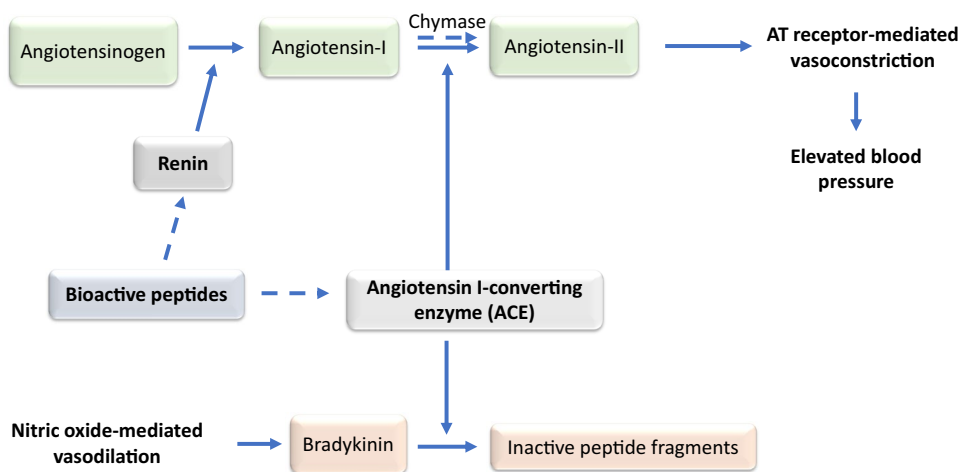 Chymase
Angiotensinogen
Angiotensin-I
Angiotensin-II
AT receptor-mediated
vasoconstriction
Renin
Elevated blood
pressure
Bioactive peptides
Angiotensin I-converting
enzyme (ACE)
Nitric oxide-mediated
vasodilation
Bradykinin
Inactive peptide fragments